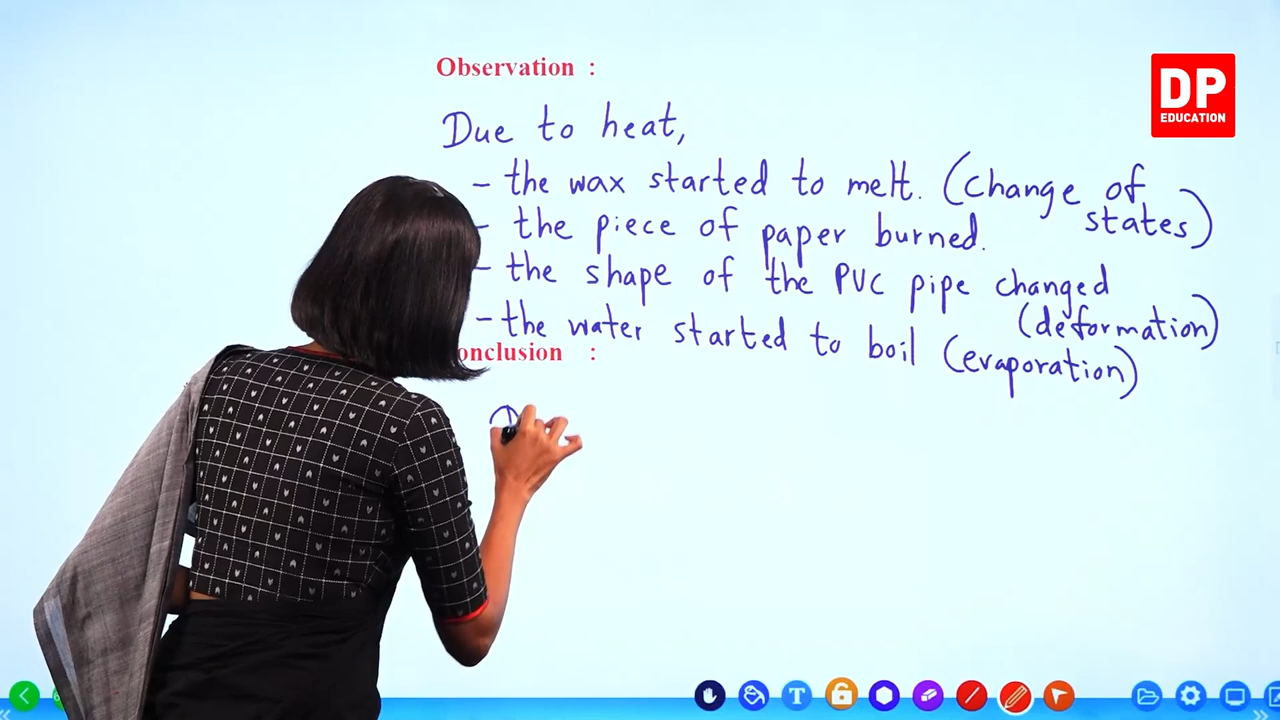 Observation :
DP
EDUCATION
Due to heat,
- the wax started to melt. (change of
states)
- the piece of paper burned.
- the shape of the PVC pipe changed
(deformation)
- the water started to boil (evaporation)
onclusion :
T